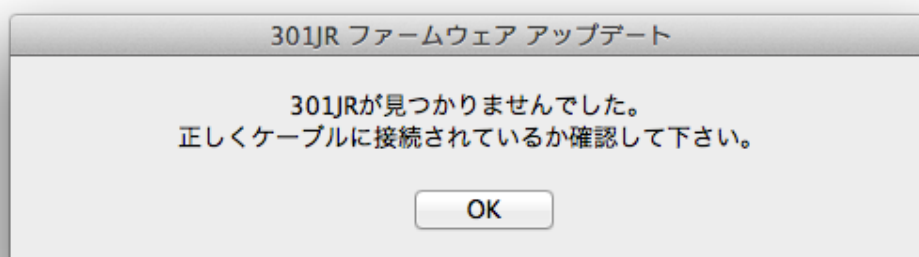 301JR ファームウェア アップデート
301JRが見つかりませんでした。
正しくケーブルに接続されているか確認して下さい。
OK